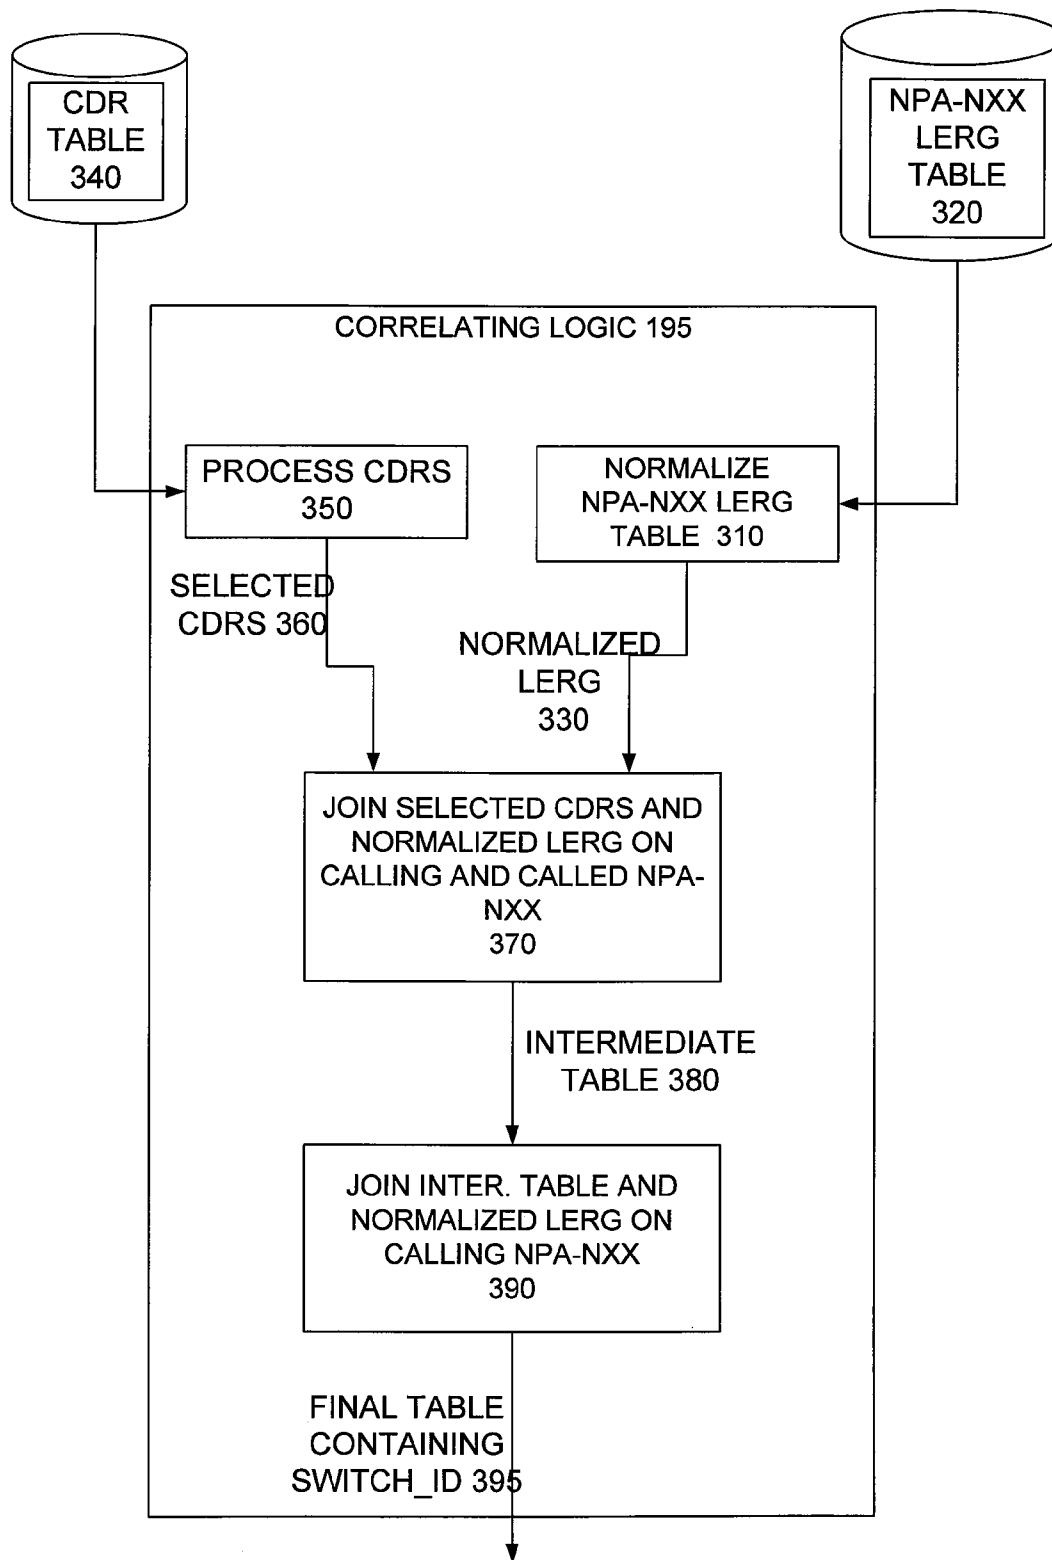 CDR
TABLE
340
NPA-NXX
LERG
TABLE
320
CORRELATING LOGIC 195
PROCESS CDRS
350
NORMALIZE
NPA-NXX LERG
TABLE 310
SELECTED
CDRS 360
NORMALIZED
LERG
330
JOIN SELECTED CDRS AND
NORMALIZED LERG ON
CALLING AND CALLED NPA-
NXX
370
INTERMEDIATE
TABLE 380
JOIN INTER. TABLE AND
NORMALIZED LERG ON
CALLING NPA-NXX
390
FINAL TABLE
CONTAINING
SWITCH_ID 395